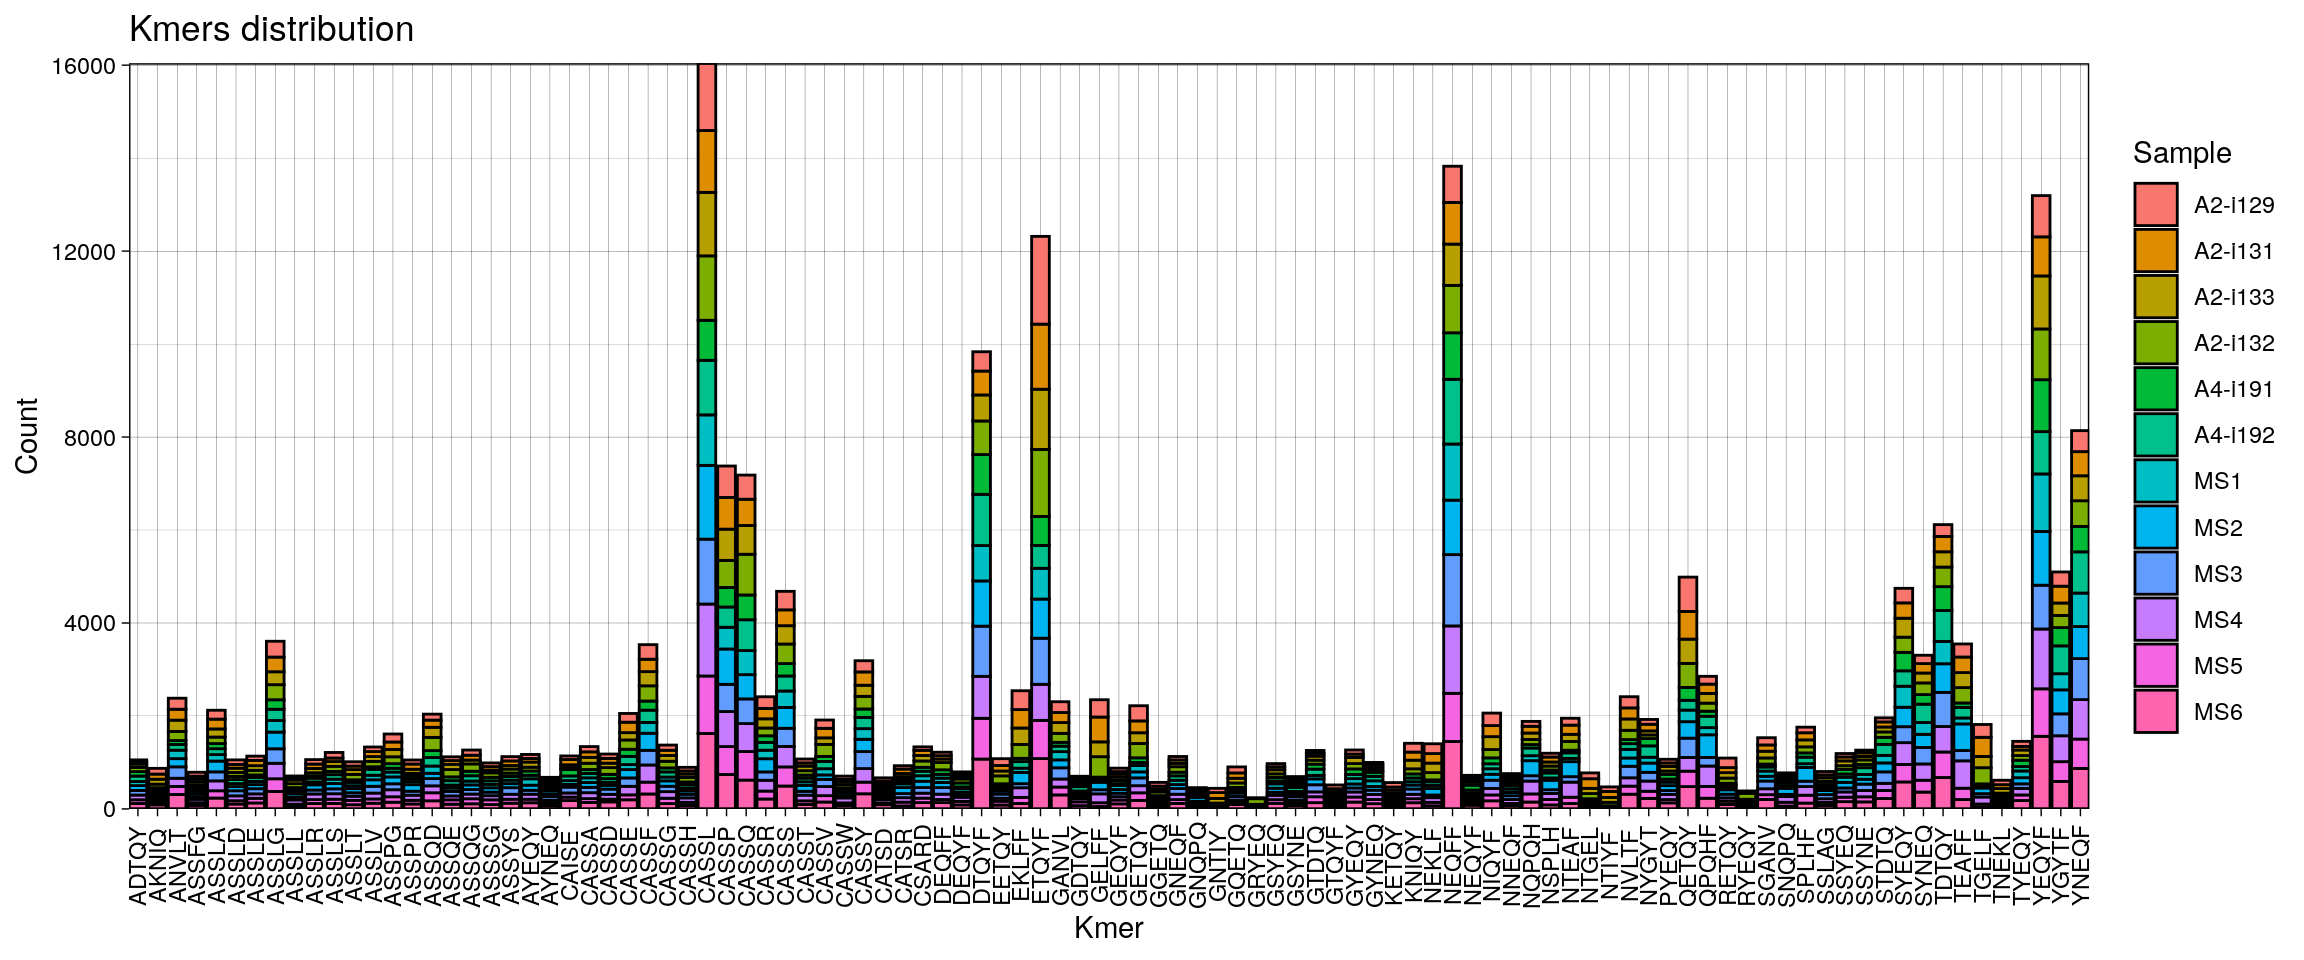 Kmers distribution
16000
12000
8000
4000
0
Count
ADTQY
AKNIQ
ANVLT
ASSFG
ASSLA
ASSLD
ASSLE
ASSLG
ASSLL
ASSLR
ASSLS
ASSLT
ASSLV
ASSPG
ASSPR
ASSQD
ASSQE
ASSQG
ASSSG
ASSYS
AYEQY
AYNEQ
CAISE
CASSA
CASSD
CASSE
CASSF
CASSG
CASSH
CASSL
CASSP
CASSQ
CASSR
CASSS
CASST
CASSV
CASSW
CASSY
CATSD
CATSR
CSARD
DEQFF
DEQYF
DTQYF
EETQY
EKLFF
ETQYF
GANVL
GDTQY
GELFF
GEQYF
GETQY
GGETQ
GNEQF
GNQPQ
GNTIY
GQETQ
GRYEQ
GSYEQ
GSYNE
GTDTQ
GTQYF
GYEQY
GYNEQ
KETQY
KNIQY
NEKLF
NEQFF
NEQYF
NIQYF
NNEQF
NQPQH
NSPLH
NTEAF
NTGEL
NTIYF
NVLTF
NYGYT
PYEQY
QETQY
QPQHF
RETQY
RYEQY
SGANV
SNQPQ
SPLHF
SSLAG
SSYEQ
SSYNE
STDTQ
SYEQY
SYNEQ
TDTQY
TEAFF
TGELF
TNEKL
TYEQY
YEQYF
YGYTF
YNEQF
Kmer
Sample
A2-i129
A2-i131
A2-i133
A2-i132
A4-i191
A4-i192
MS1
MS2
MS3
MS4
MS5
MS6